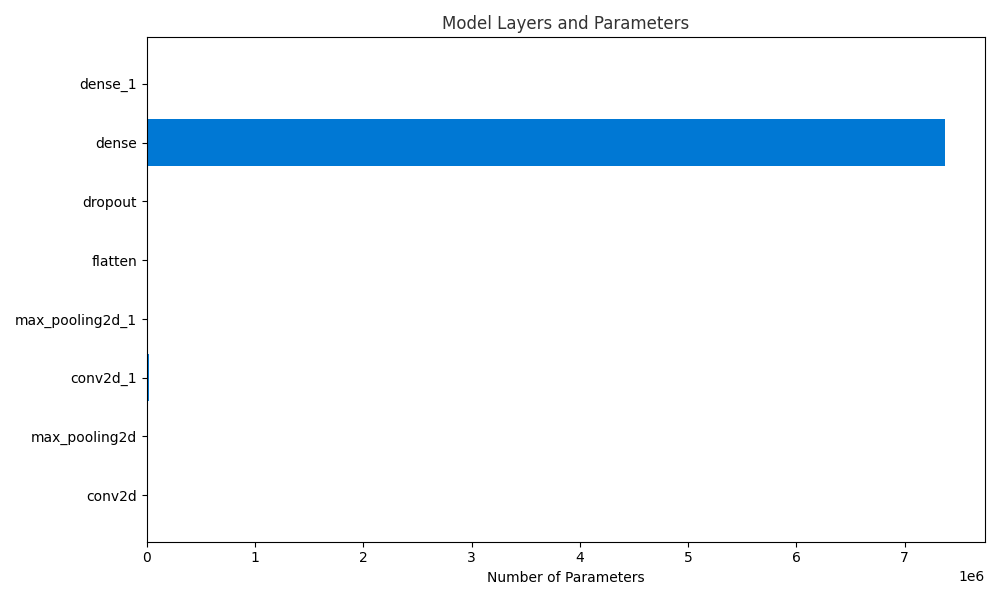 Model Layers and Parameters
dense_1
dense
dropout
flatten
max_pooling2d_1
conv2d_1
max_pooling2d
conv2d
0 1 2 3 4 5 6 7
1e6
Number of Parameters